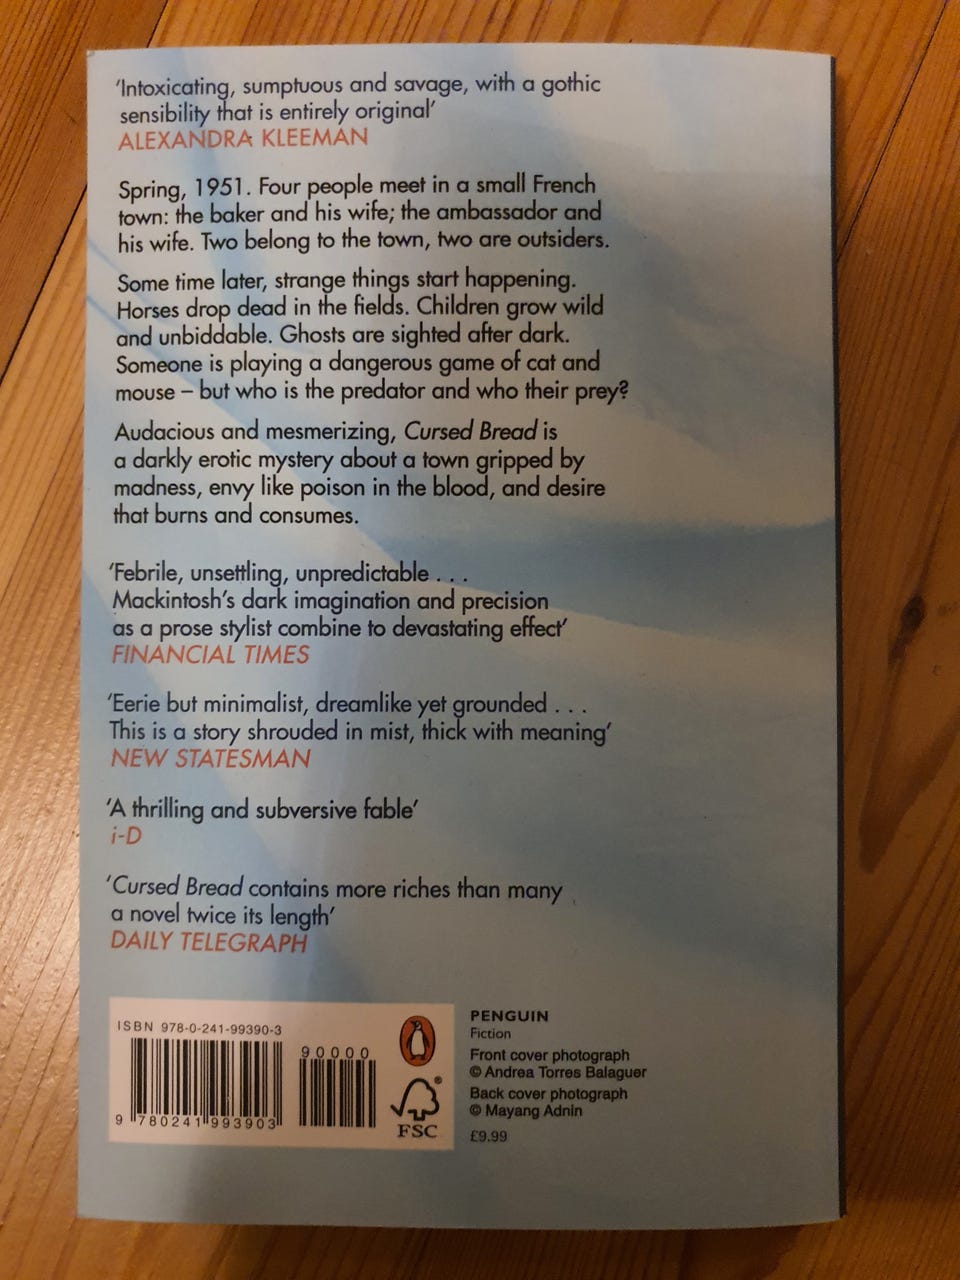 ‘Intoxicating, sumptuous and savage, with a gothic
sensibility that is entirely original’
ALEXANDRA KLEEMAN
Spring, 1951. Four people meet in a small French
town: the baker and his wife; the ambassador and
his wife. Two belong to the town, two are outsiders.
Some time later, strange things start happening.
Horses drop dead in the fields. Children grow wild
and unbiddable. Ghosts are sighted after dark.
Someone is playing a dangerous game of cat and
mouse – but who is the predator and who their prey?
Audacious and mesmerizing, Cursed Bread is
a darkly erotic mystery about a town gripped by
madness, envy like poison in the blood, and desire
that burns and consumes.
‘Febrile, unsettling, unpredictable . . .
Mackintosh’s dark imagination and precision
as a prose stylist combine to devastating effect’
FINANCIAL TIMES
‘Eerie but minimalist, dreamlike yet grounded . . .
This is a story shrouded in mist, thick with meaning’
NEW STATESMAN
‘A thrilling and subversive fable’
i-D
‘Cursed Bread contains more riches than many
a novel twice its length’
DAILY TELEGRAPH
ISBN 978-0-241-99390-3
90000
9 780241 993903
FSC
®
PENGUIN
Fiction
Front cover photograph
© Andrea Torres Balaguer
Back cover photograph
© Mayang Adnin
£9.99